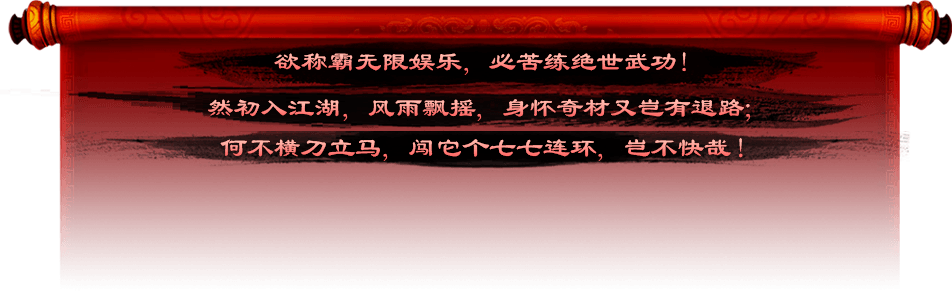 欲称霸无限娱乐，必苦练绝世武功！
然初入江湖，风雨飘摇，身怀奇材又岂有退路；
何不横刀立马，闯它个七七连环，岂不快哉！